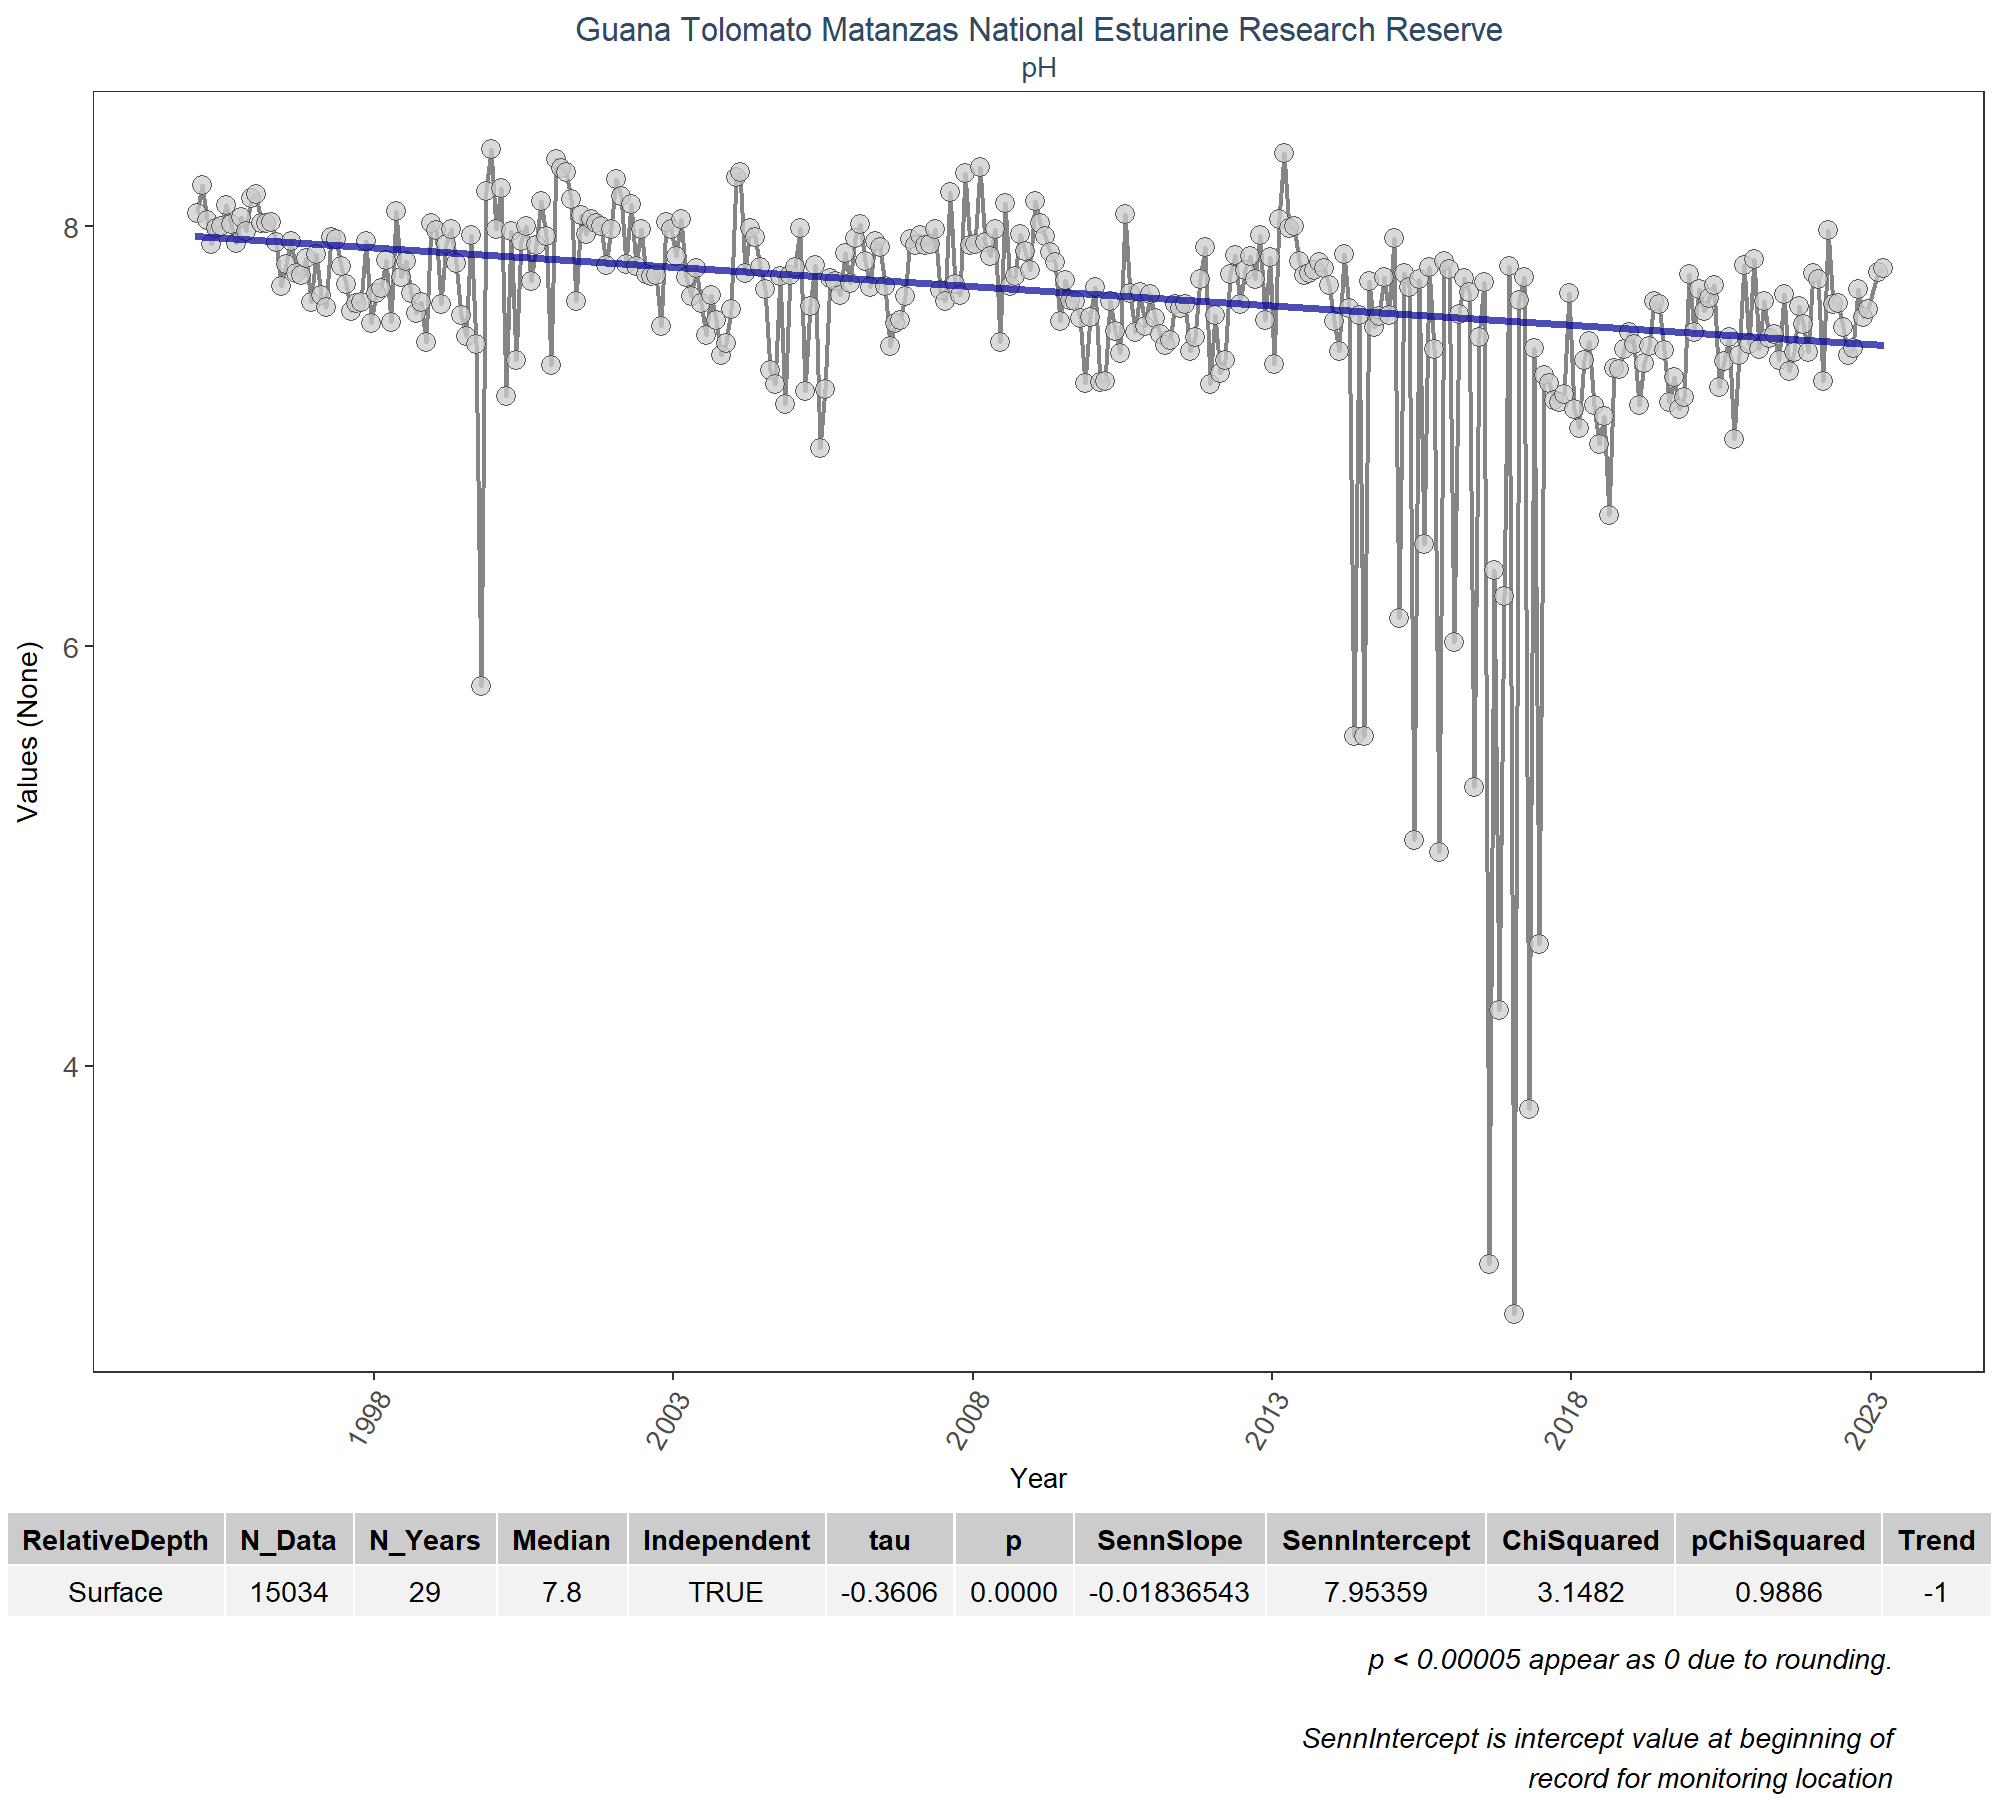 Guana Tolomato Matanzas National Estuarine Research Reserve
pH
Values (None)
8
6
4
1998 2003 2008 2013 2018 2023
Year
RelativeDepth N_Data N_Years Median Independent tau p SennSlope SennIntercept ChiSquared pChiSquared Trend
Surface 15034 29 7.8 TRUE -0.3606 0.0000 -0.01836543 7.95359 3.1482 0.9886 -1
p < 0.00005 appear as 0 due to rounding.
SennIntercept is intercept value at beginning of
record for monitoring location